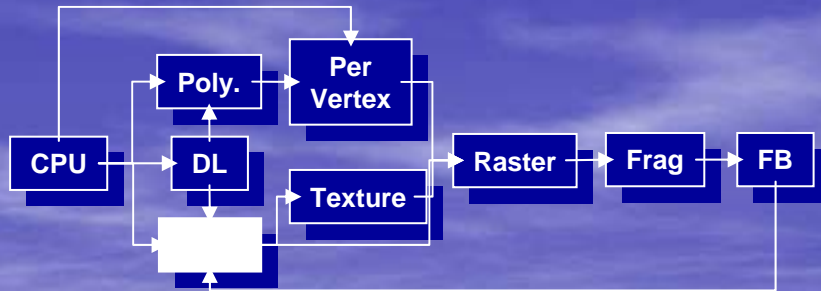 Poly.
Per
Vertex
CPU
DL
Raster
Frag
FB
Texture